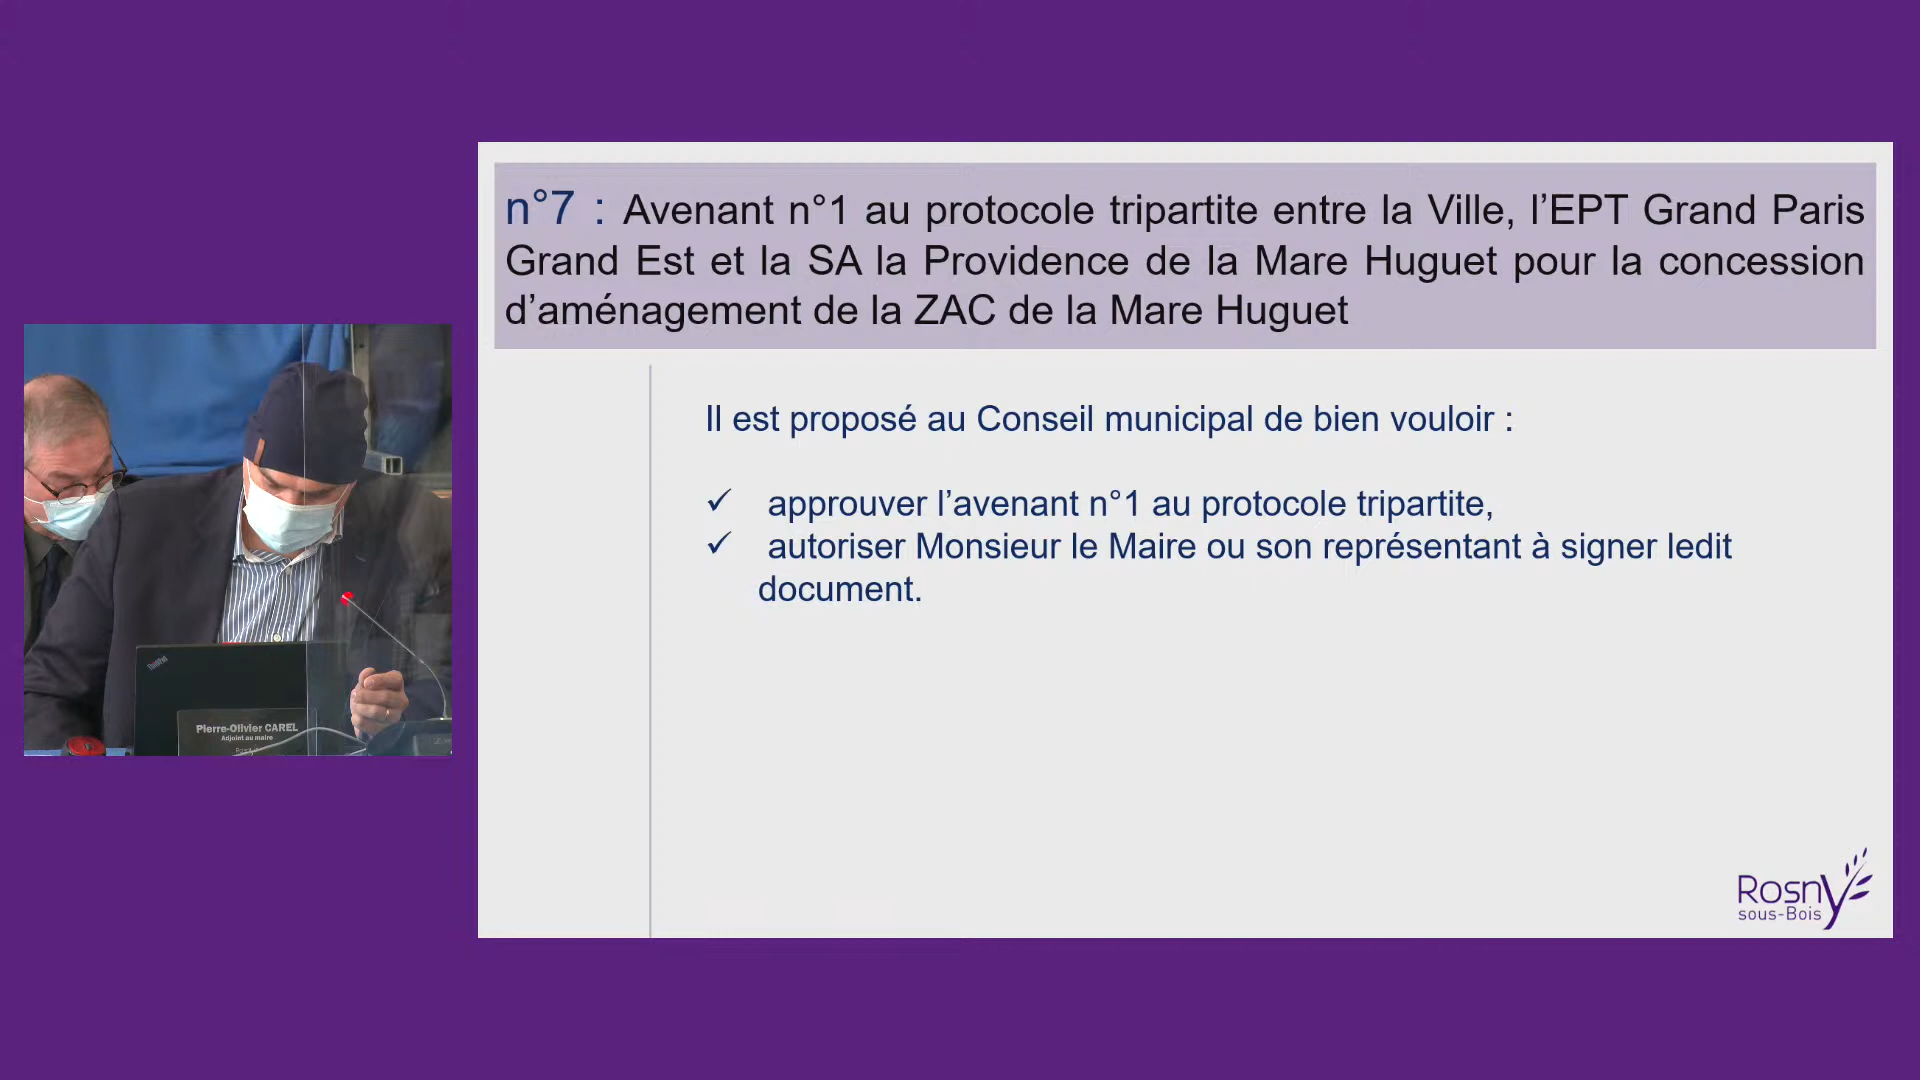 n°7 : Avenant n°1 au protocole tripartite entre la Ville, l’EPT Grand Paris
Grand Est et la SA la Providence de la Mare Huguet pour la concession
d’aménagement de la ZAC de la Mare Huguet
Il est proposé au Conseil municipal de bien vouloir :
✓ approuver l’avenant n°1 au protocole tripartite,
✓ autoriser Monsieur le Maire ou son représentant à signer ledit
document.
ThinkPad
Pierre-Olivier CAREL
Adjoint au maire
Rosny
sous-Bois